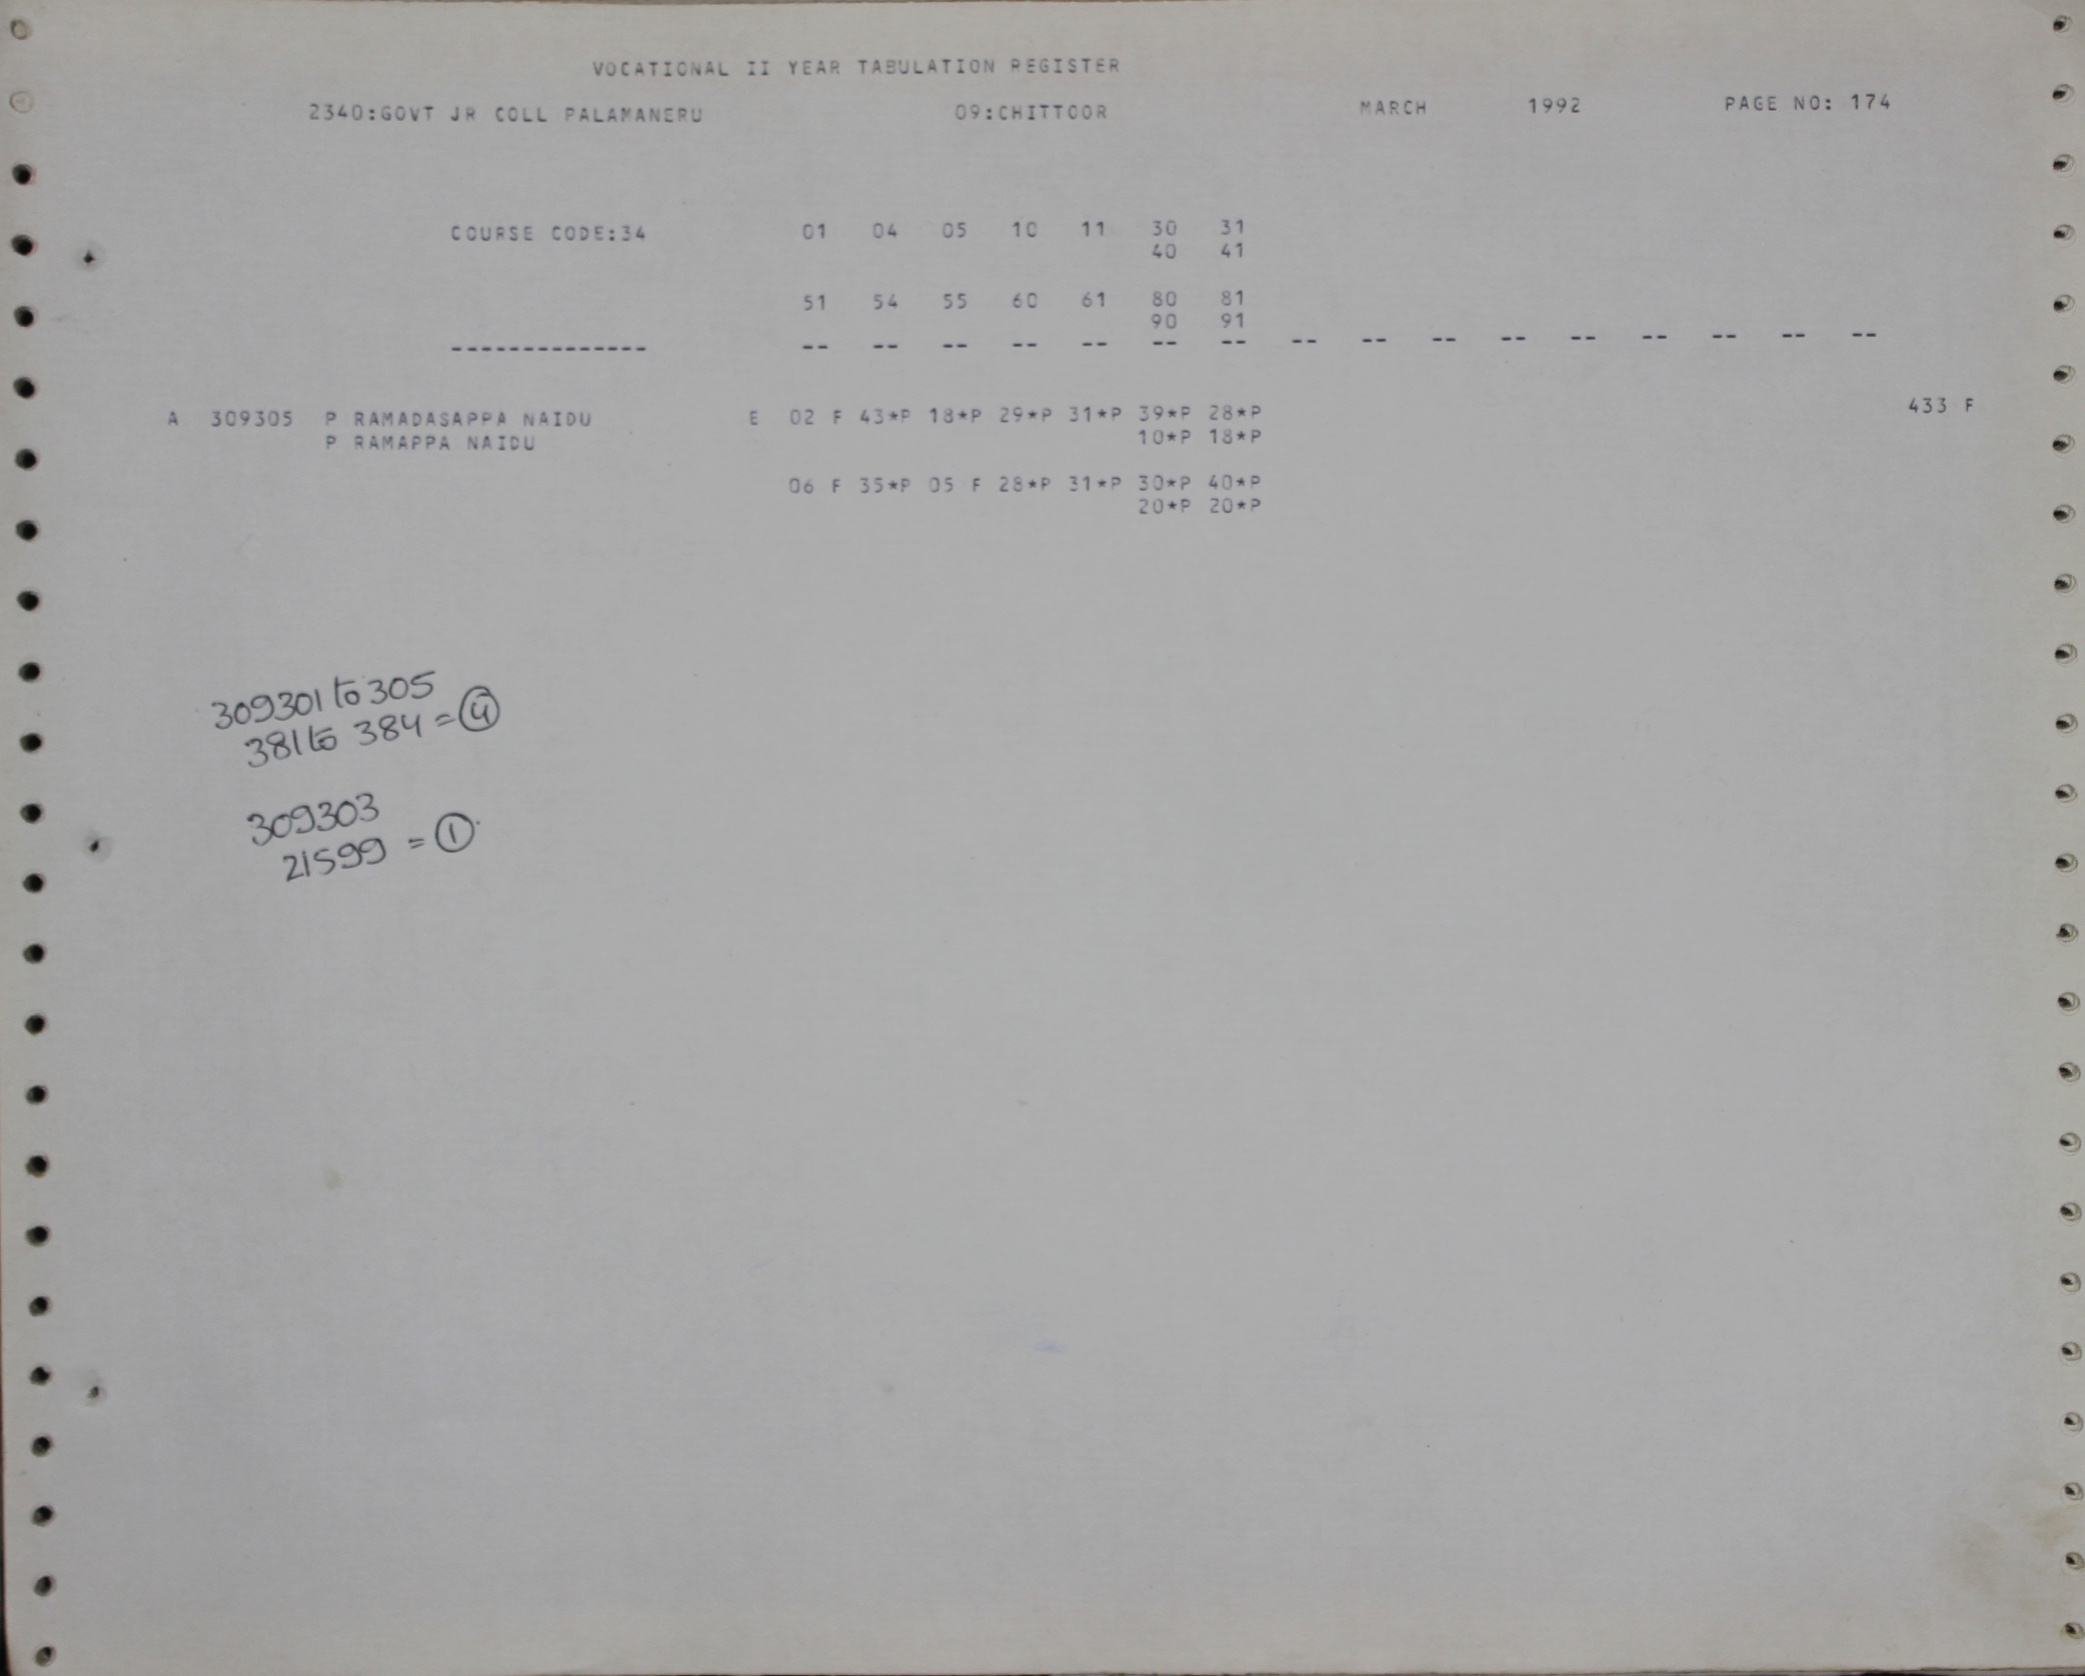 VOCATIONAL II YEAR TABULATION REGISTER
2340:GOVT JR COLL PALAMANERU 09:CHITTOOR MARCH 1992 PAGE NO: 174
COURSE CODE:34 01 04 05 10 11 30 31
40 41
51 54 55 60 61 80 81
90 91
-------------- -- -- -- -- -- -- -- -- -- -- -- -- -- -- -- --
A 309305 P RAMADASAPPA NAIDU E 02 F 43*P 18*P 29*P 31*P 39*P 28*P 433 F
P RAMAPPA NAIDU 10*P 18*P
06 F 35*P 05 F 28*P 31*P 30*P 40*P
20*P 20*P
309301 to 305
381 to 384 = 4
309303
21599 = 1